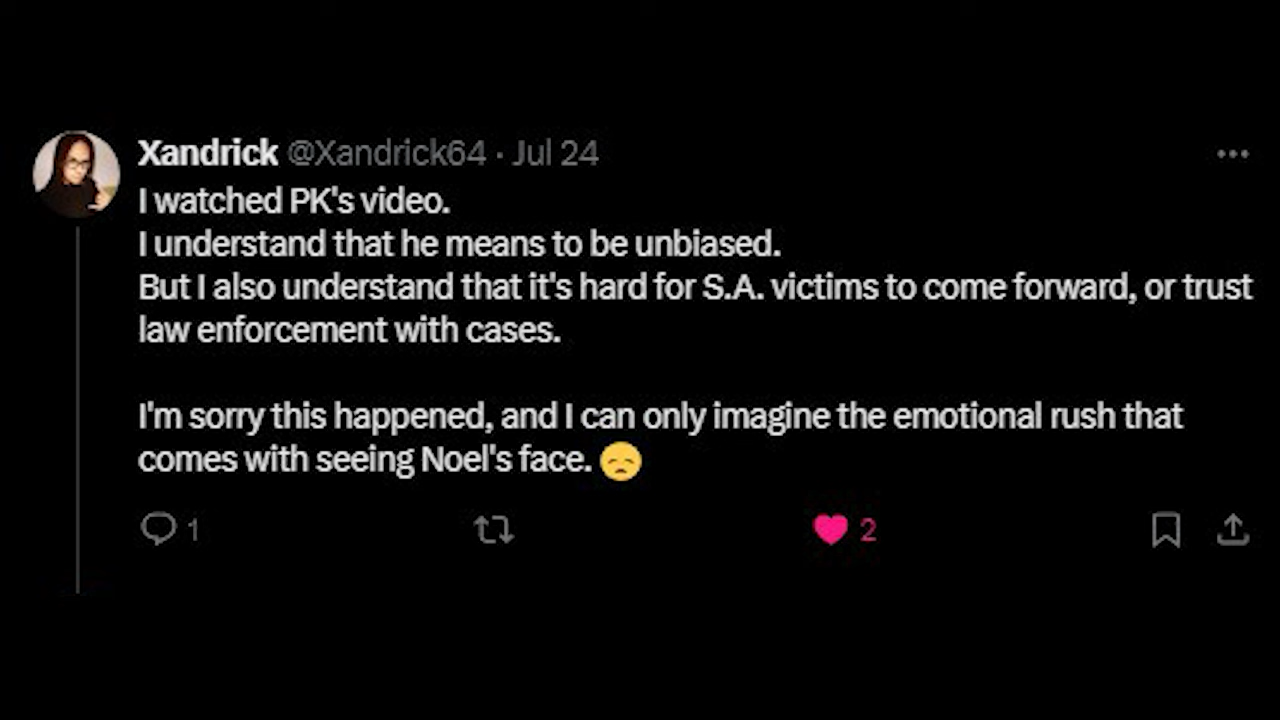 Xandrick @Xandrick64 · Jul 24
I watched PK's video.
I understand that he means to be unbiased.
But I also understand that it's hard for S.A. victims to come forward, or trust
law enforcement with cases.
I'm sorry this happened, and I can only imagine the emotional rush that
comes with seeing Noel's face. 😞
1 2